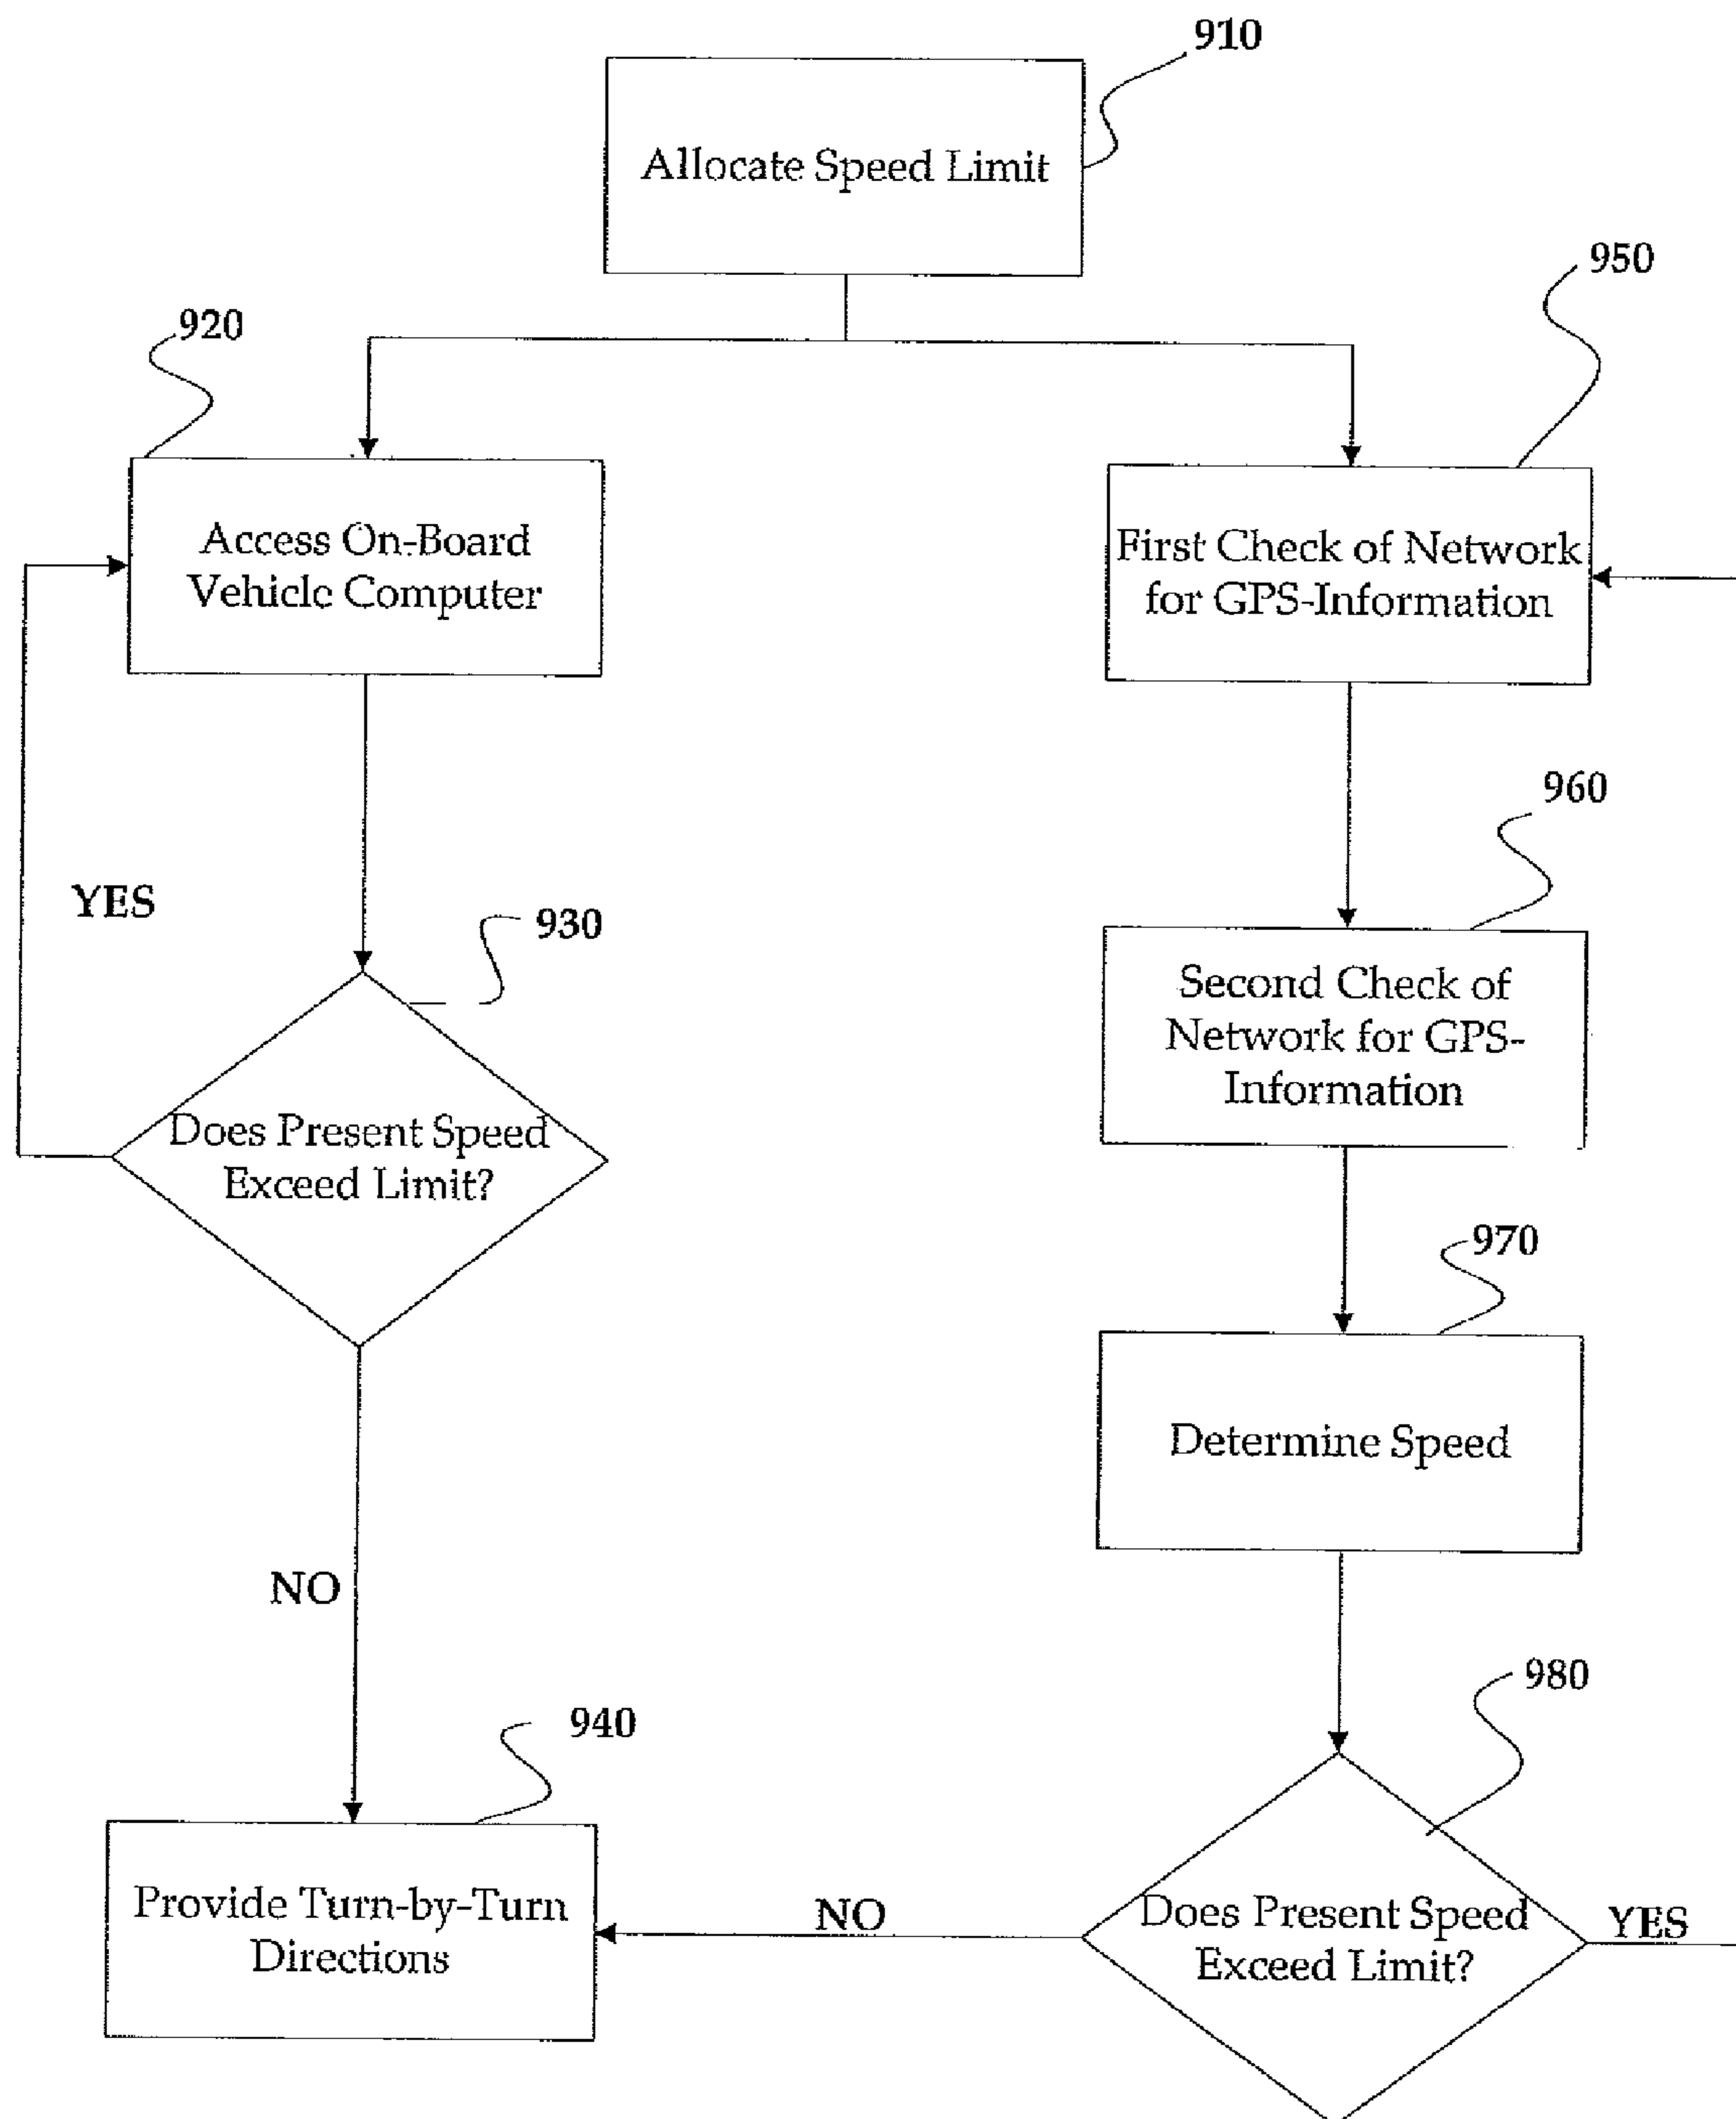 910
Allocate Speed Limit
950
920
Access On-Board
Vehicle Computer
First Check of Network
for GPS-Information
960
YES
930
Second Check of
Network for GPS-
Information
Does Present Speed
Exceed Limit?
970
Determine Speed
NO
980
940
Provide Turn-by-Turn
Directions
NO
Does Present Speed
Exceed Limit?
YES